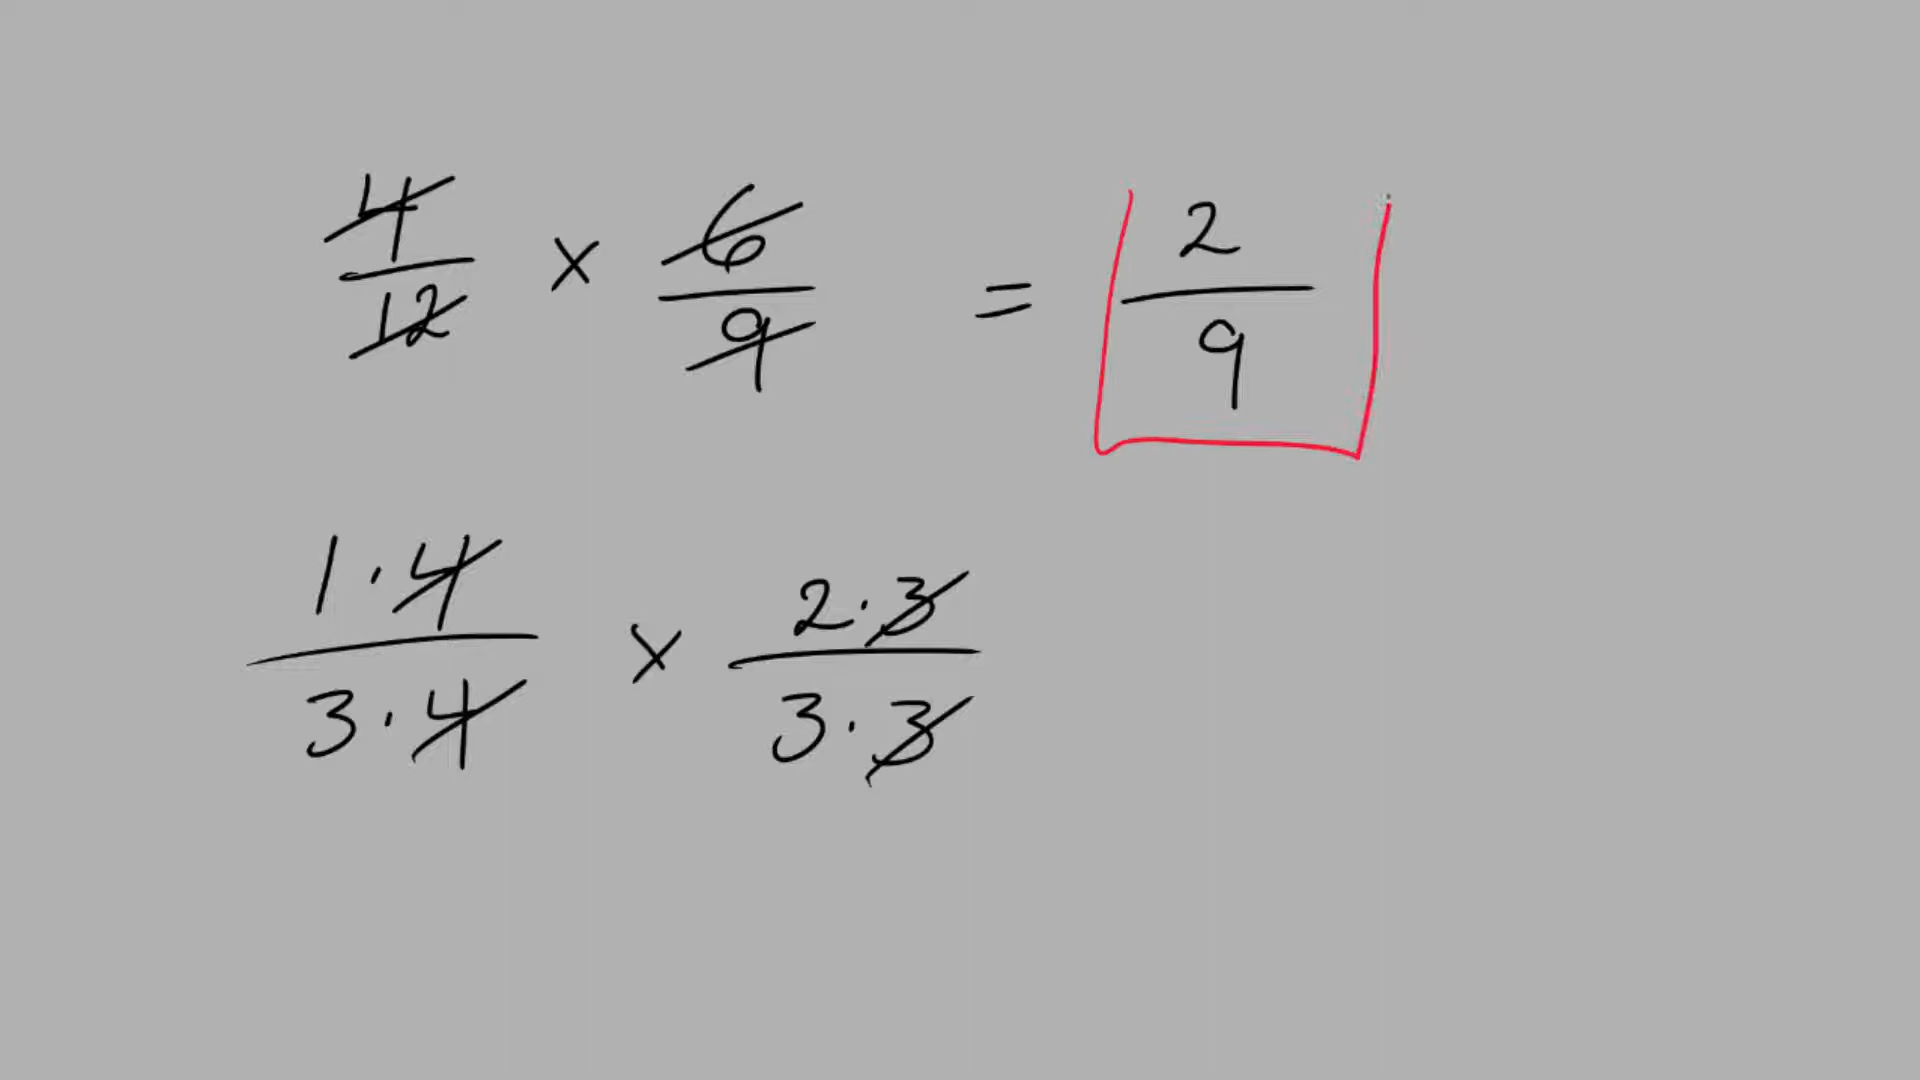 4/12 × 6/9 = 2/9
1·4/3·4 × 2·3/3·3